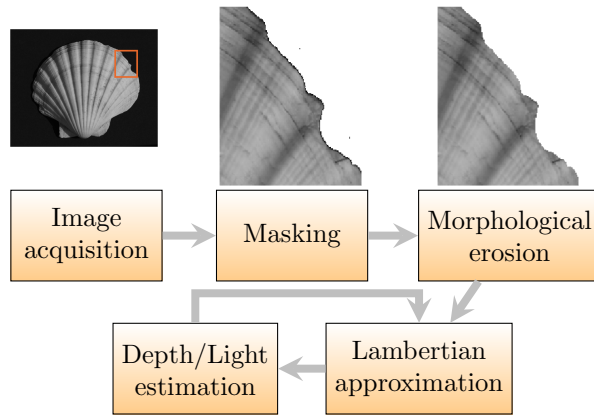 Image
acquisition
Masking
Morphological
erosion
Depth/Light
estimation
Lambertian
approximation